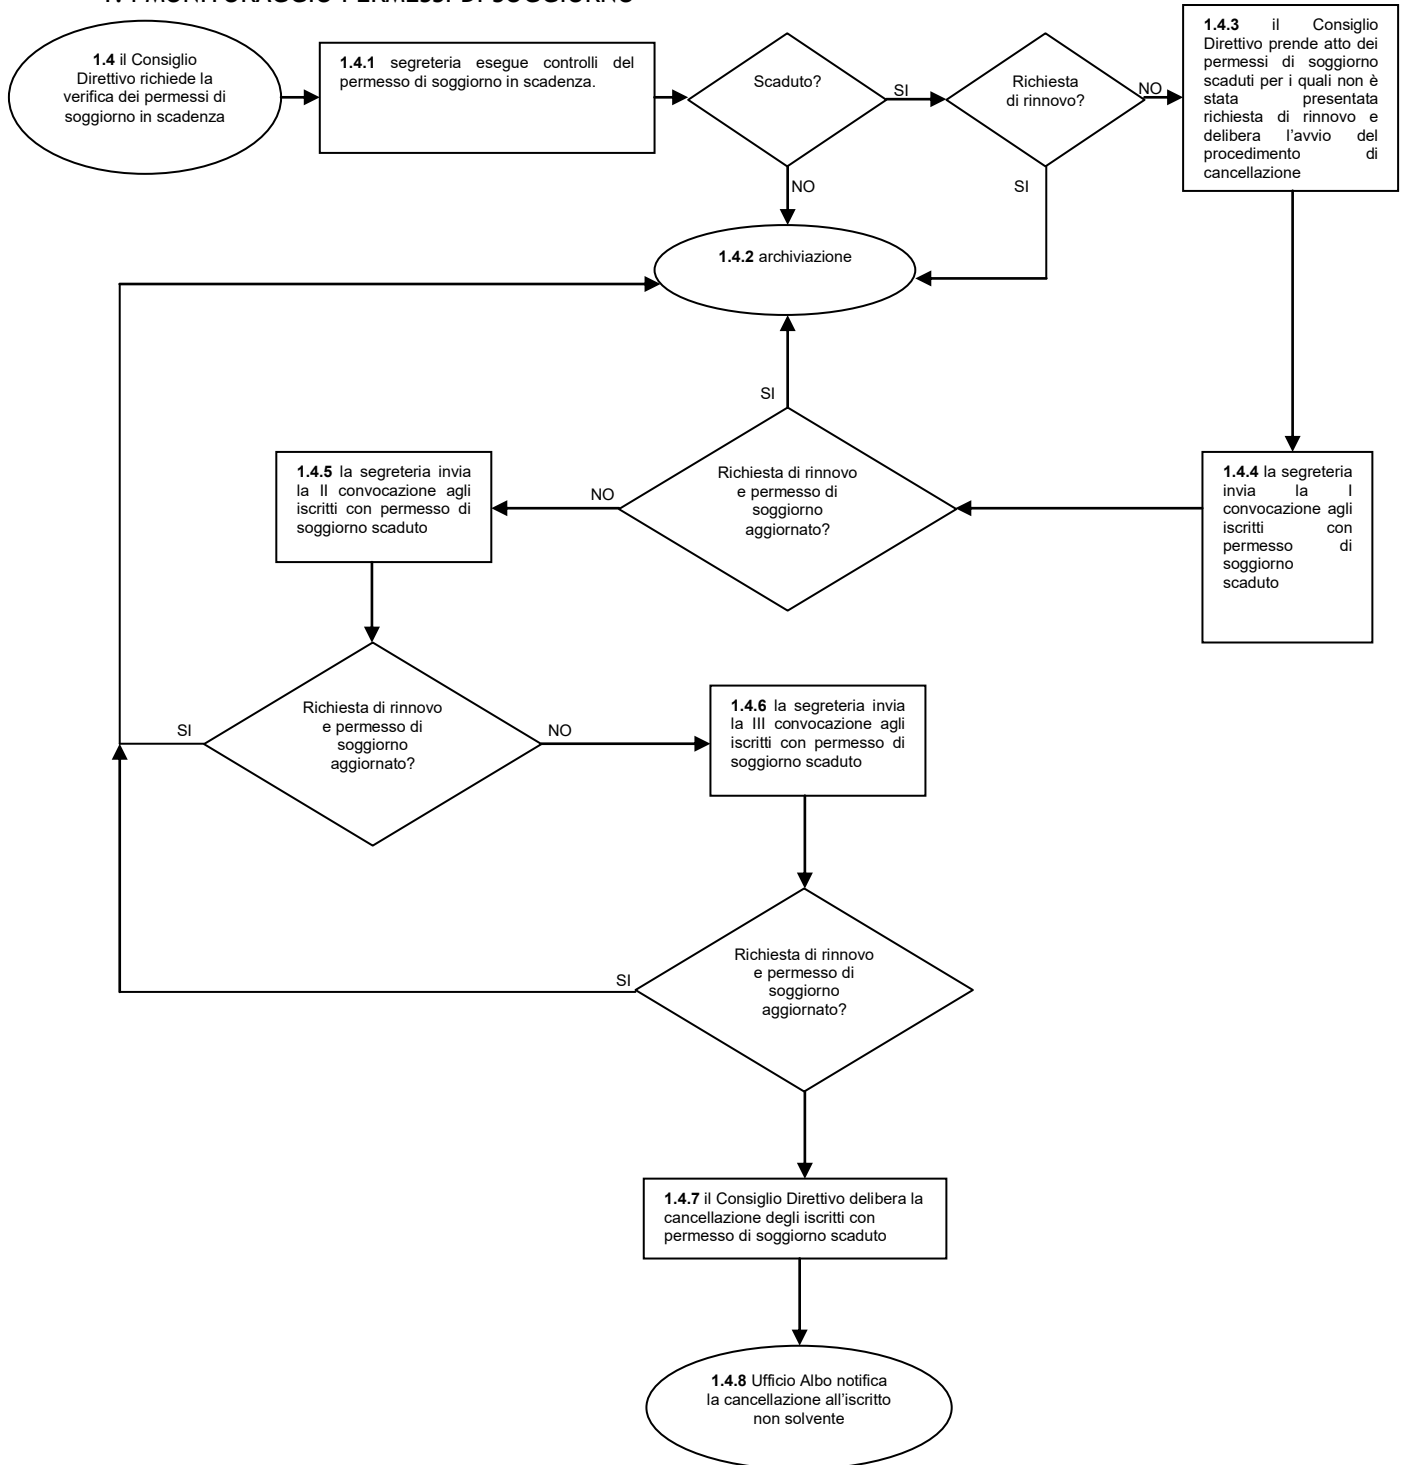 1.4 MONITORAGGIO PERMESSI DI SOGGIORNO
1.4 il Consiglio
Direttivo richiede la
verifica dei permessi di
soggiorno in scadenza
1.4.1 segreteria esegue controlli del
permesso di soggiorno in scadenza.
Scaduto?
SI
Richiesta
di rinnovo?
NO
1.4.3 il Consiglio
Direttivo prende atto dei
permessi di soggiorno
scaduti per i quali non è
stata presentata
richiesta di rinnovo e
delibera l'avvio del
procedimento di
cancellazione
NO
SI
1.4.2 archiviazione
SI
1.4.5 la segreteria invia
la II convocazione agli
iscritti con permesso di
soggiorno scaduto
NO
Richiesta di rinnovo
e permesso di
soggiorno
aggiornato?
1.4.4 la segreteria
invia la I
convocazione agli
iscritti con
permesso di
soggiorno
scaduto
SI
Richiesta di rinnovo
e permesso di
soggiorno
aggiornato?
NO
1.4.6 la segreteria invia
la III convocazione agli
iscritti con permesso di
soggiorno scaduto
SI
Richiesta di rinnovo
e permesso di
soggiorno
aggiornato?
1.4.7 il Consiglio Direttivo delibera la
cancellazione degli iscritti con
permesso di soggiorno scaduto
1.4.8 Ufficio Albo notifica
la cancellazione all'iscritto
non solvente